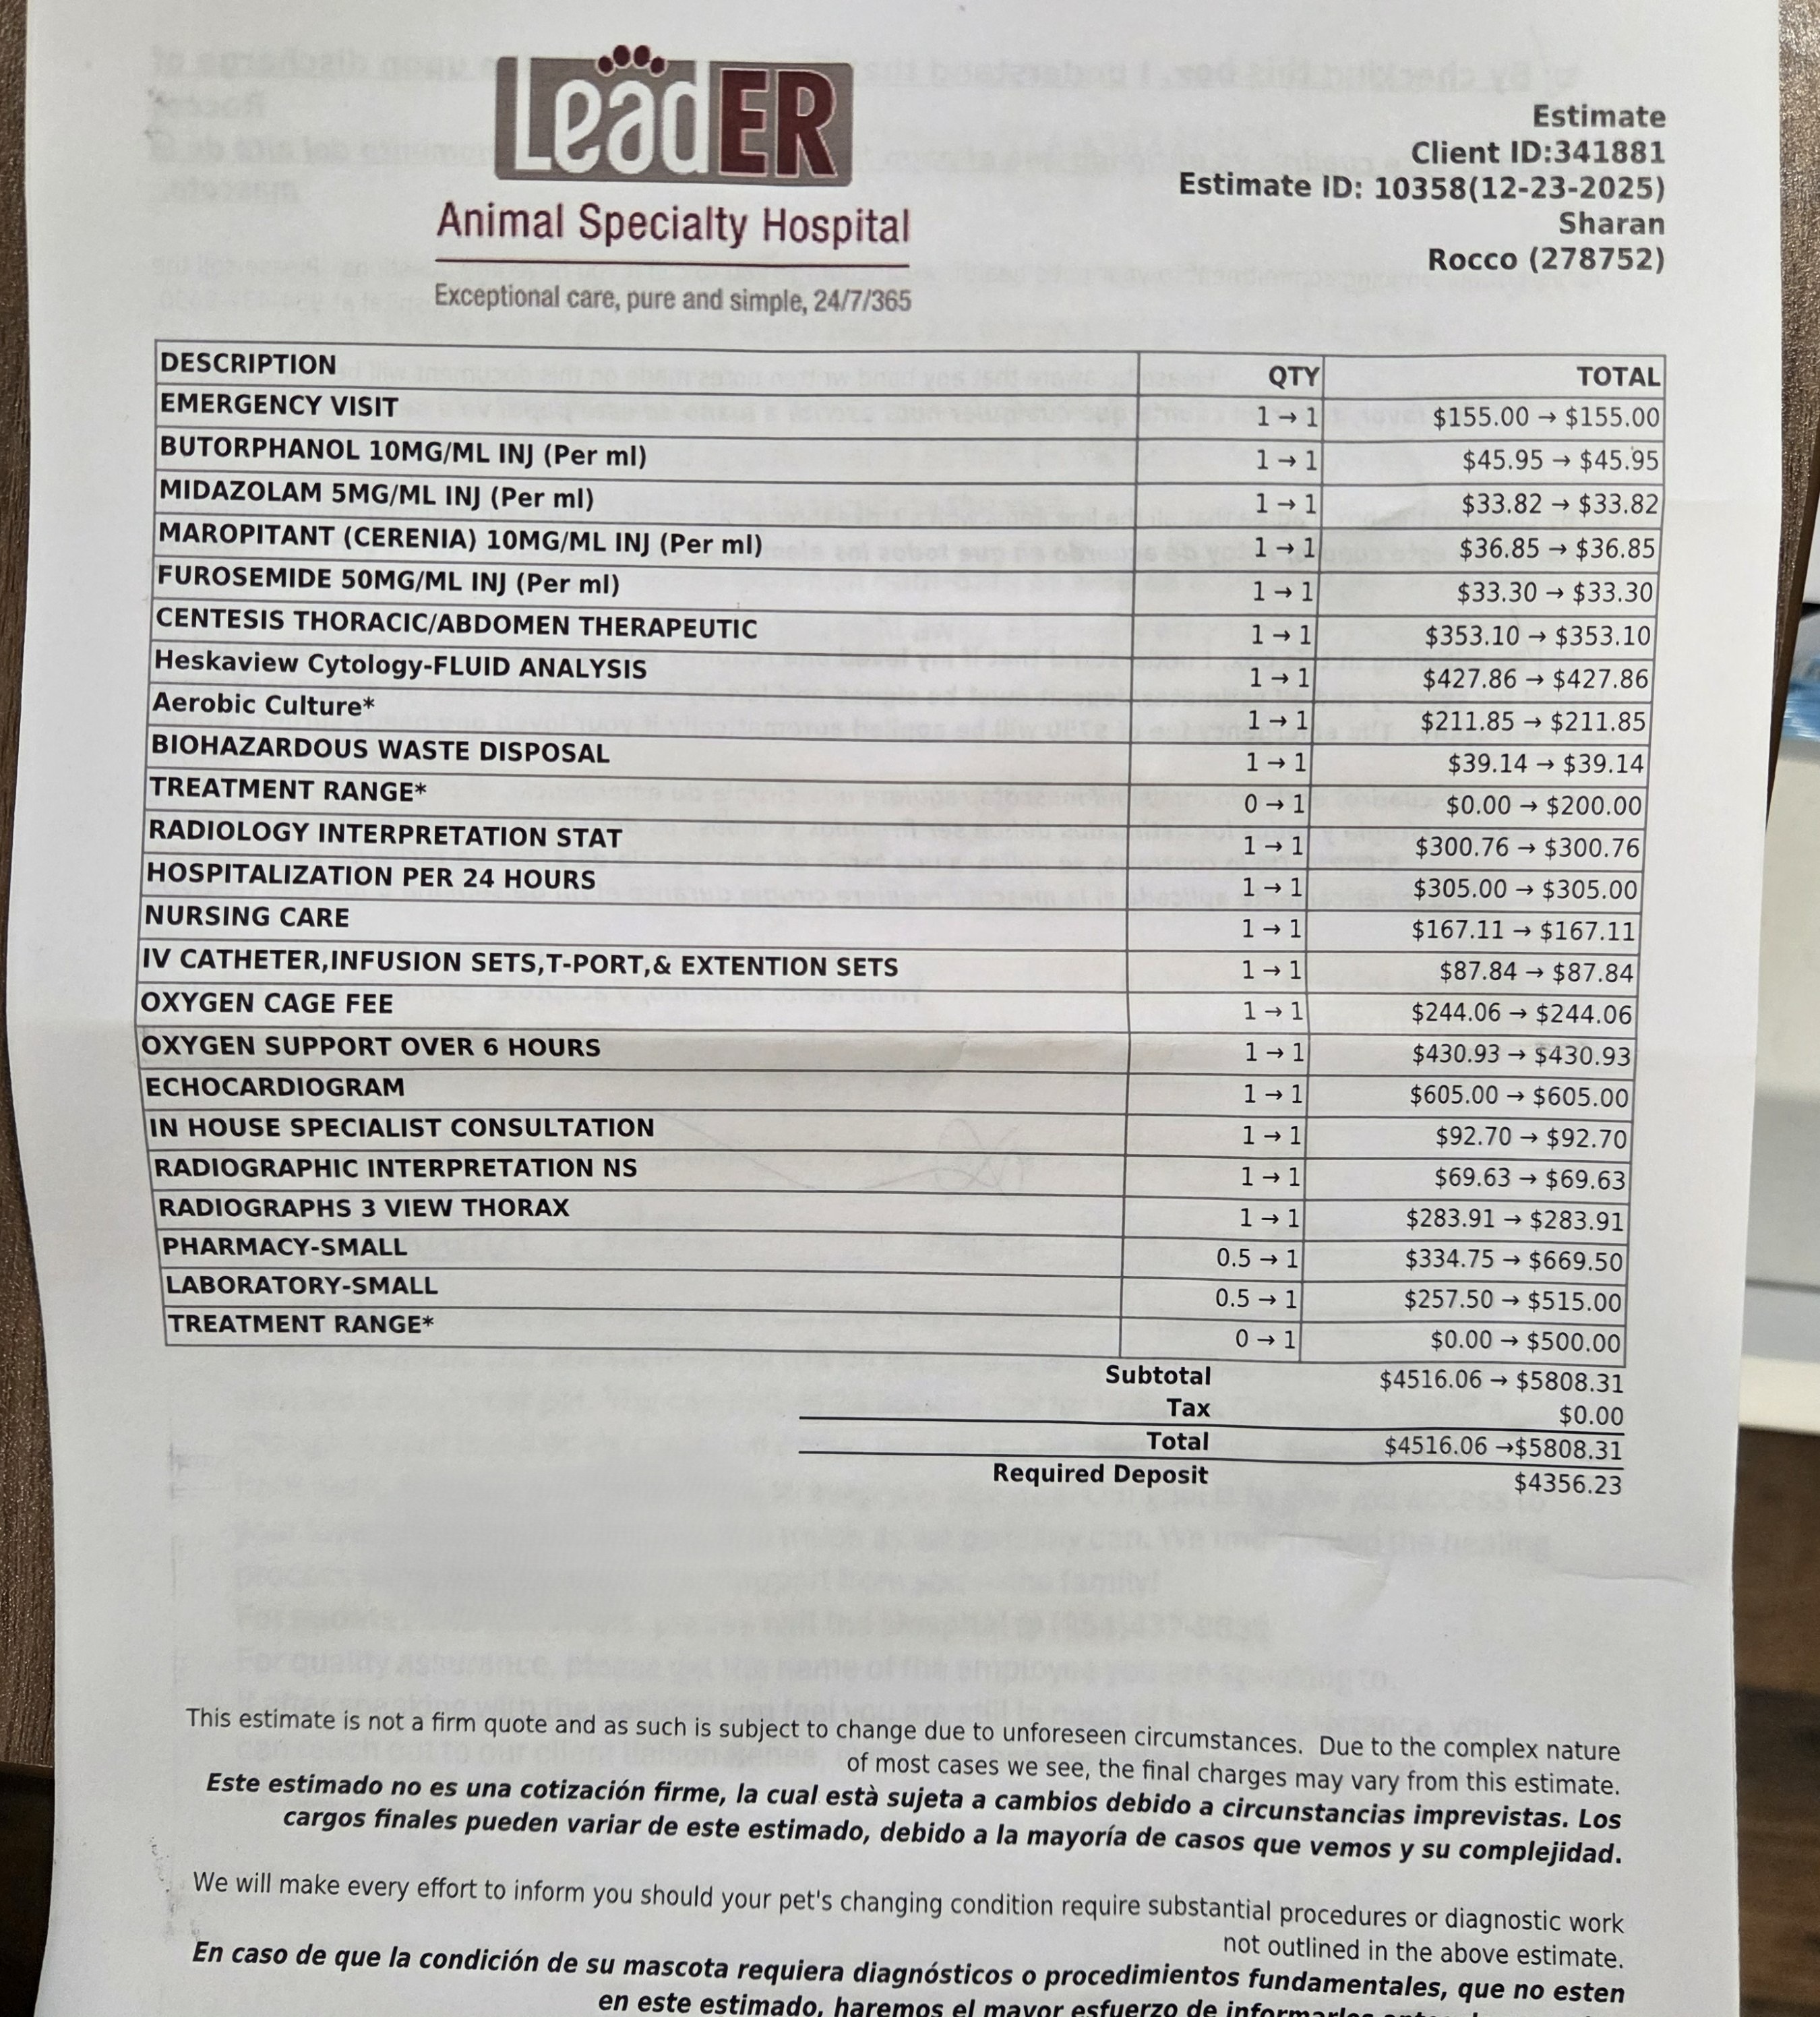 LeadER
Animal Specialty Hospital
Exceptional care, pure and simple, 24/7/365
Estimate
Client ID:341881
Estimate ID: 10358(12-23-2025)
Sharan
Rocco (278752)
DESCRIPTION QTY TOTAL
EMERGENCY VISIT 1 → 1 $155.00 → $155.00
BUTORPHANOL 10MG/ML INJ (Per ml) 1 → 1 $45.95 → $45.95
MIDAZOLAM 5MG/ML INJ (Per ml) 1 → 1 $33.82 → $33.82
MAROPITANT (CERENIA) 10MG/ML INJ (Per ml) 1 → 1 $36.85 → $36.85
FUROSEMIDE 50MG/ML INJ (Per ml) 1 → 1 $33.30 → $33.30
CENTESIS THORACIC/ABDOMEN THERAPEUTIC 1 → 1 $353.10 → $353.10
Heskaview Cytology-FLUID ANALYSIS 1 → 1 $427.86 → $427.86
Aerobic Culture* 1 → 1 $211.85 → $211.85
BIOHAZARDOUS WASTE DISPOSAL 1 → 1 $39.14 → $39.14
TREATMENT RANGE* 0 → 1 $0.00 → $200.00
RADIOLOGY INTERPRETATION STAT 1 → 1 $300.76 → $300.76
HOSPITALIZATION PER 24 HOURS 1 → 1 $305.00 → $305.00
NURSING CARE 1 → 1 $167.11 → $167.11
IV CATHETER,INFUSION SETS,T-PORT,& EXTENTION SETS 1 → 1 $87.84 → $87.84
OXYGEN CAGE FEE 1 → 1 $244.06 → $244.06
OXYGEN SUPPORT OVER 6 HOURS 1 → 1 $430.93 → $430.93
ECHOCARDIOGRAM 1 → 1 $605.00 → $605.00
IN HOUSE SPECIALIST CONSULTATION 1 → 1 $92.70 → $92.70
RADIOGRAPHIC INTERPRETATION NS 1 → 1 $69.63 → $69.63
RADIOGRAPHS 3 VIEW THORAX 1 → 1 $283.91 → $283.91
PHARMACY-SMALL 0.5 → 1 $334.75 → $669.50
LABORATORY-SMALL 0.5 → 1 $257.50 → $515.00
TREATMENT RANGE* 0 → 1 $0.00 → $500.00
Subtotal $4516.06 → $5808.31
Tax $0.00
Total $4516.06 →$5808.31
Required Deposit $4356.23
This estimate is not a firm quote and as such is subject to change due to unforeseen circumstances. Due to the complex nature
of most cases we see, the final charges may vary from this estimate.
Este estimado no es una cotización firme, la cual està sujeta a cambios debido a circunstancias imprevistas. Los
cargos finales pueden variar de este estimado, debido a la mayoría de casos que vemos y su complejidad.
We will make every effort to inform you should your pet's changing condition require substantial procedures or diagnostic work
not outlined in the above estimate.
En caso de que la condición de su mascota requiera diagnósticos o procedimientos fundamentales, que no esten
en este estimado, haremos el mayor esfuerzo de informarles